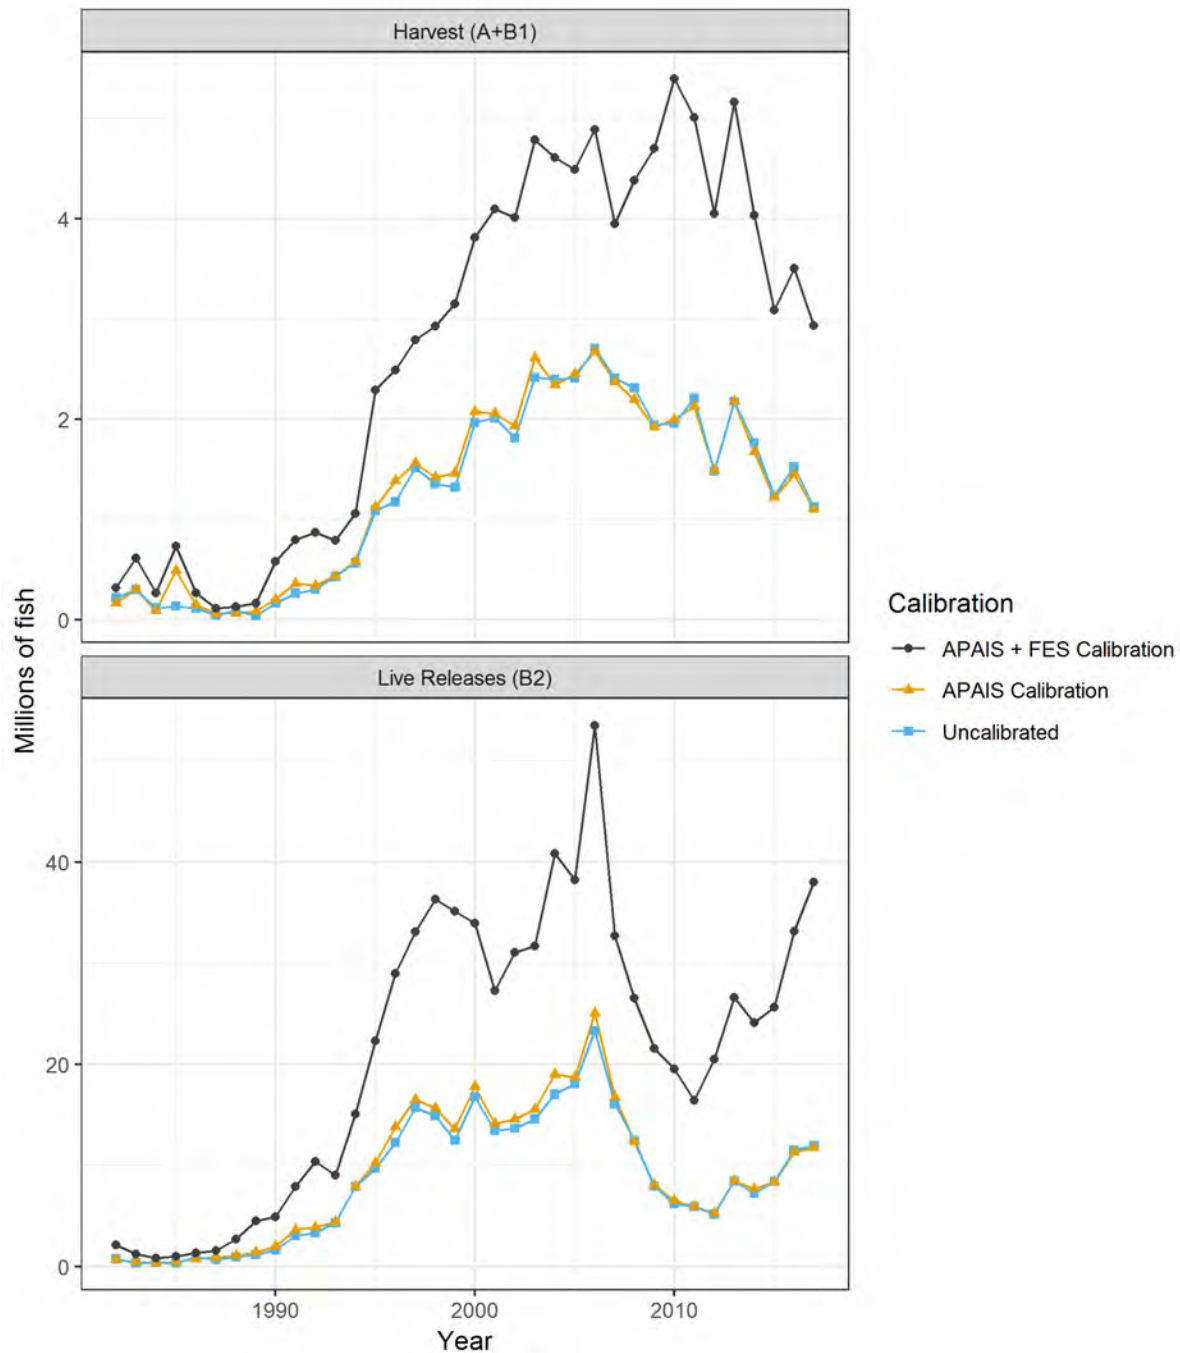 Harvest (A+B1)
4
2
0
Millions of fish
Live Releases (B2)
40
20
0
1990 2000 2010
Year
Calibration
APAIS + FES Calibration
APAIS Calibration
Uncalibrated